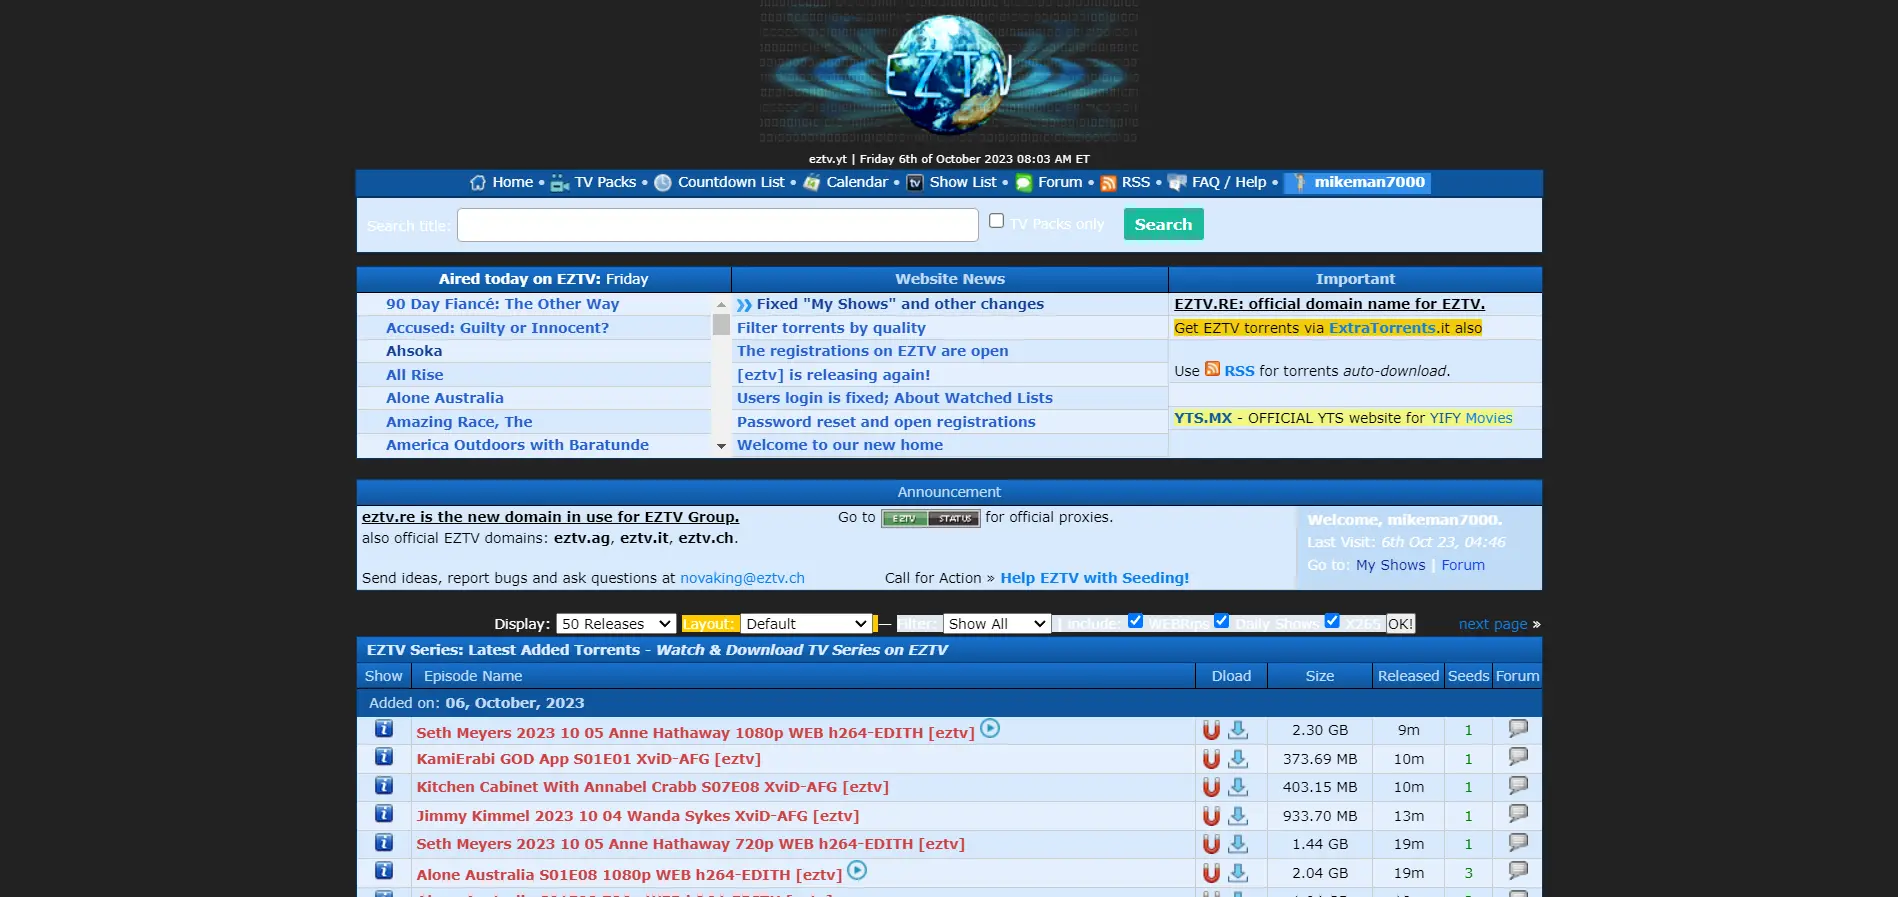 EZTV
eztv.yt | Friday 6th of October 2023 08:03 AM ET
Home • TV Packs • Countdown List • Calendar • Show List • Forum • RSS • FAQ / Help • mikeman7000
Search title: TV Packs only Search
Aired today on EZTV: Friday
90 Day Fiancé: The Other Way
Accused: Guilty or Innocent?
Ahsoka
All Rise
Alone Australia
Amazing Race, The
America Outdoors with Baratunde
Website News
Fixed "My Shows" and other changes
Filter torrents by quality
The registrations on EZTV are open
[eztv] is releasing again!
Users login is fixed; About Watched Lists
Password reset and open registrations
Welcome to our new home
Important
EZTV.RE: official domain name for EZTV.
Get EZTV torrents via ExtraTorrents.it also
Use RSS for torrents auto-download.
YTS.MX - OFFICIAL YTS website for YIFY Movies
Announcement
eztv.re is the new domain in use for EZTV Group.
also official EZTV domains: eztv.ag, eztv.it, eztv.ch.
Send ideas, report bugs and ask questions at novaking@eztv.ch
Go to EZTV STATUS for official proxies.
Call for Action » Help EZTV with Seeding!
Welcome, mikeman7000.
Last Visit: 6th Oct 23, 04:46
Go to: My Shows | Forum
Display: 50 Releases Layout: Default — Filter: Show All | include: WEBRips Daily Shows X265 OK! next page »
EZTV Series: Latest Added Torrents - Watch & Download TV Series on EZTV
Show Episode Name Dload Size Released Seeds Forum
Added on: 06, October, 2023
Seth Meyers 2023 10 05 Anne Hathaway 1080p WEB h264-EDITH [eztv] 2.30 GB 9m 1
KamiErabi GOD App S01E01 XviD-AFG [eztv] 373.69 MB 10m 1
Kitchen Cabinet With Annabel Crabb S07E08 XviD-AFG [eztv] 403.15 MB 10m 1
Jimmy Kimmel 2023 10 04 Wanda Sykes XviD-AFG [eztv] 933.70 MB 13m 1
Seth Meyers 2023 10 05 Anne Hathaway 720p WEB h264-EDITH [eztv] 1.44 GB 19m 1
Alone Australia S01E08 1080p WEB h264-EDITH [eztv] 2.04 GB 19m 3